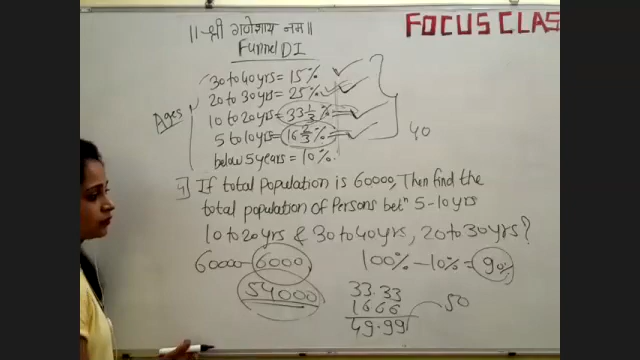 ॥ श्री गणेशाय नमः॥
FOCUS CLAS
Funnel DI
30 to 40 yrs = 15%
20 to 30 yrs = 25%
10 to 20 yrs = 33 1/3 %
5 to 10 yrs = 16 2/3 %
below 5 years = 10%
Ages
40
4] If total Population is 60000, Then find the
total population of Persons betn 5-10 yrs
10 to 20 yrs & 30 to 40 yrs, 20 to 30 yrs?
60000 - 6000
54000
100% - 10% = 90%
33.33
1666
49.99
50